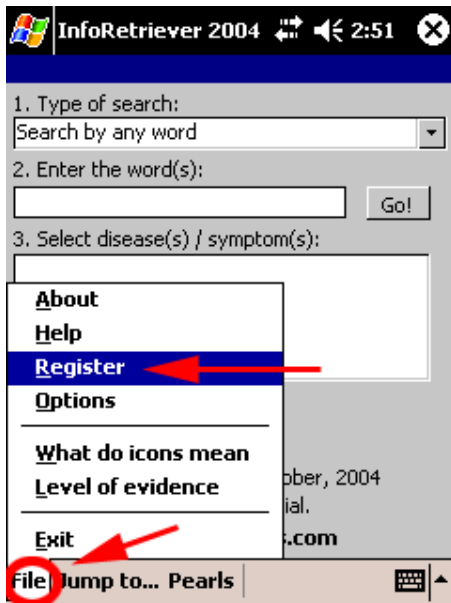 InfoRetriever 2004 2:51
1. Type of search:
Search by any word
2. Enter the word(s):
Go!
3. Select disease(s) / symptom(s):
About
Help
Register
Options
What do icons mean
Level of evidence
ober, 2004
ial.
Exit
s.com
File Jump to... Pearls